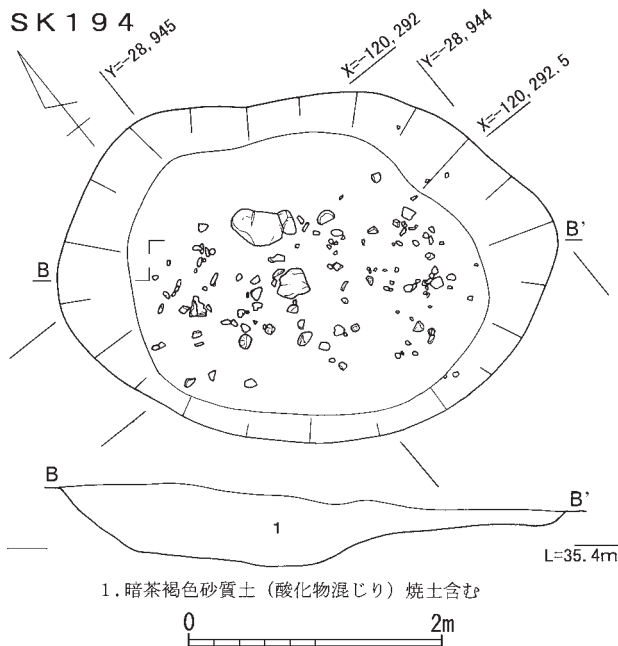 SK194
Y=-28,945
X=-120,292
Y=-28,944
X=-120,292.5
B
B'
B
B'
1
L=35.4m
1.暗茶褐色砂質土（酸化物混じり）焼土含む
0
2m